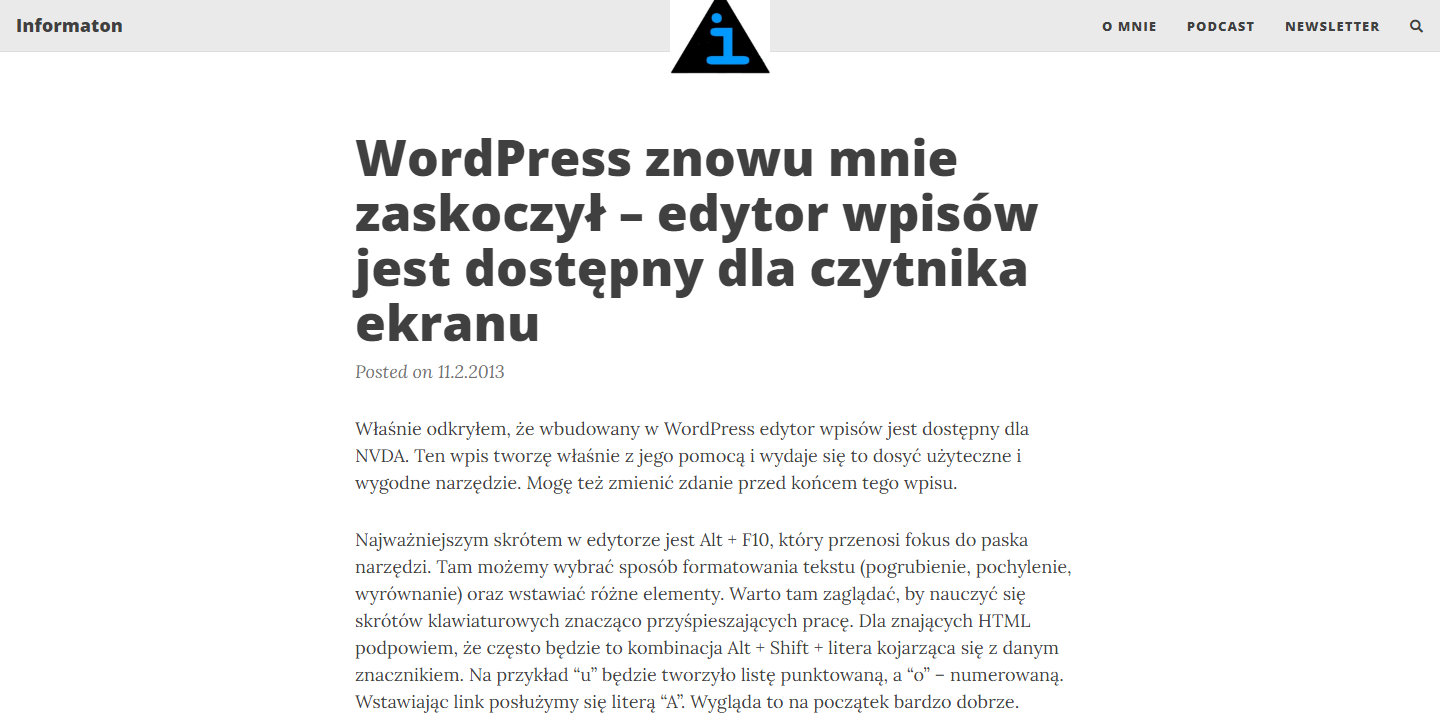 Informaton
i
O MNIE
PODCAST
NEWSLETTER
WordPress znowu mnie
zaskoczył – edytor wpisów
jest dostępny dla czytnika
ekranu
Posted on 11.2.2013
Właśnie odkryłem, że wbudowany w WordPress edytor wpisów jest dostępny dla
NVDA. Ten wpis tworzę właśnie z jego pomocą i wydaje się to dosyć użyteczne i
wygodne narzędzie. Mogę też zmienić zdanie przed końcem tego wpisu.
Najważniejszym skrótem w edytorze jest Alt + F10, który przenosi fokus do paska
narzędzi. Tam możemy wybrać sposób formatowania tekstu (pogrubienie, pochylenie,
wyrównanie) oraz wstawiać różne elementy. Warto tam zaglądać, by nauczyć się
skrótów klawiaturowych znacząco przyśpieszających pracę. Dla znających HTML
podpowiem, że często będzie to kombinacja Alt + Shift + litera kojarząca się z danym
znacznikiem. Na przykład “u” będzie tworzyło listę punktowaną, a “o” – numerowaną.
Wstawiając link posłużymy się literą “A”. Wygląda to na początek bardzo dobrze.